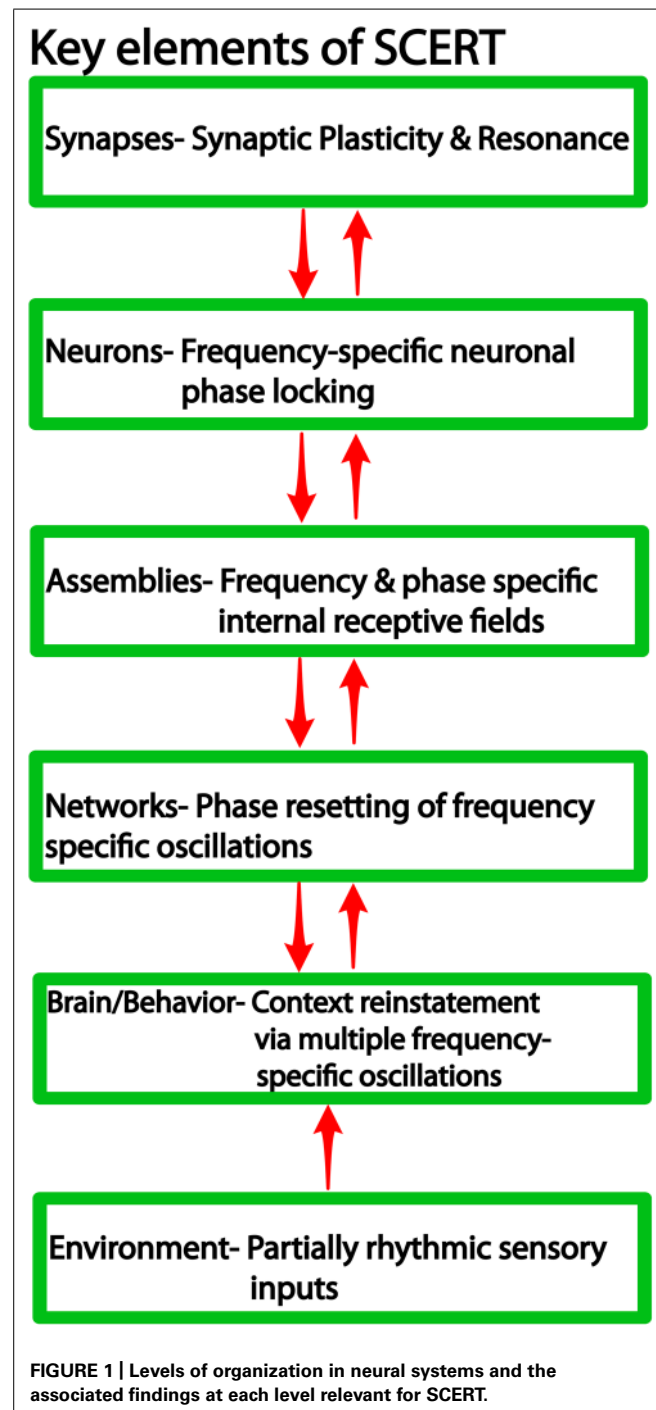 Key elements of SCERT
Synapses- Synaptic Plasticity & Resonance
Neurons- Frequency-specific neuronal
phase locking
Assemblies- Frequency & phase specific
internal receptive fields
Networks- Phase resetting of frequency
specific oscillations
Brain/Behavior- Context reinstatement
via multiple frequency-
specific oscillations
Environment- Partially rhythmic sensory
inputs
FIGURE 1 | Levels of organization in neural systems and the
associated findings at each level relevant for SCERT.